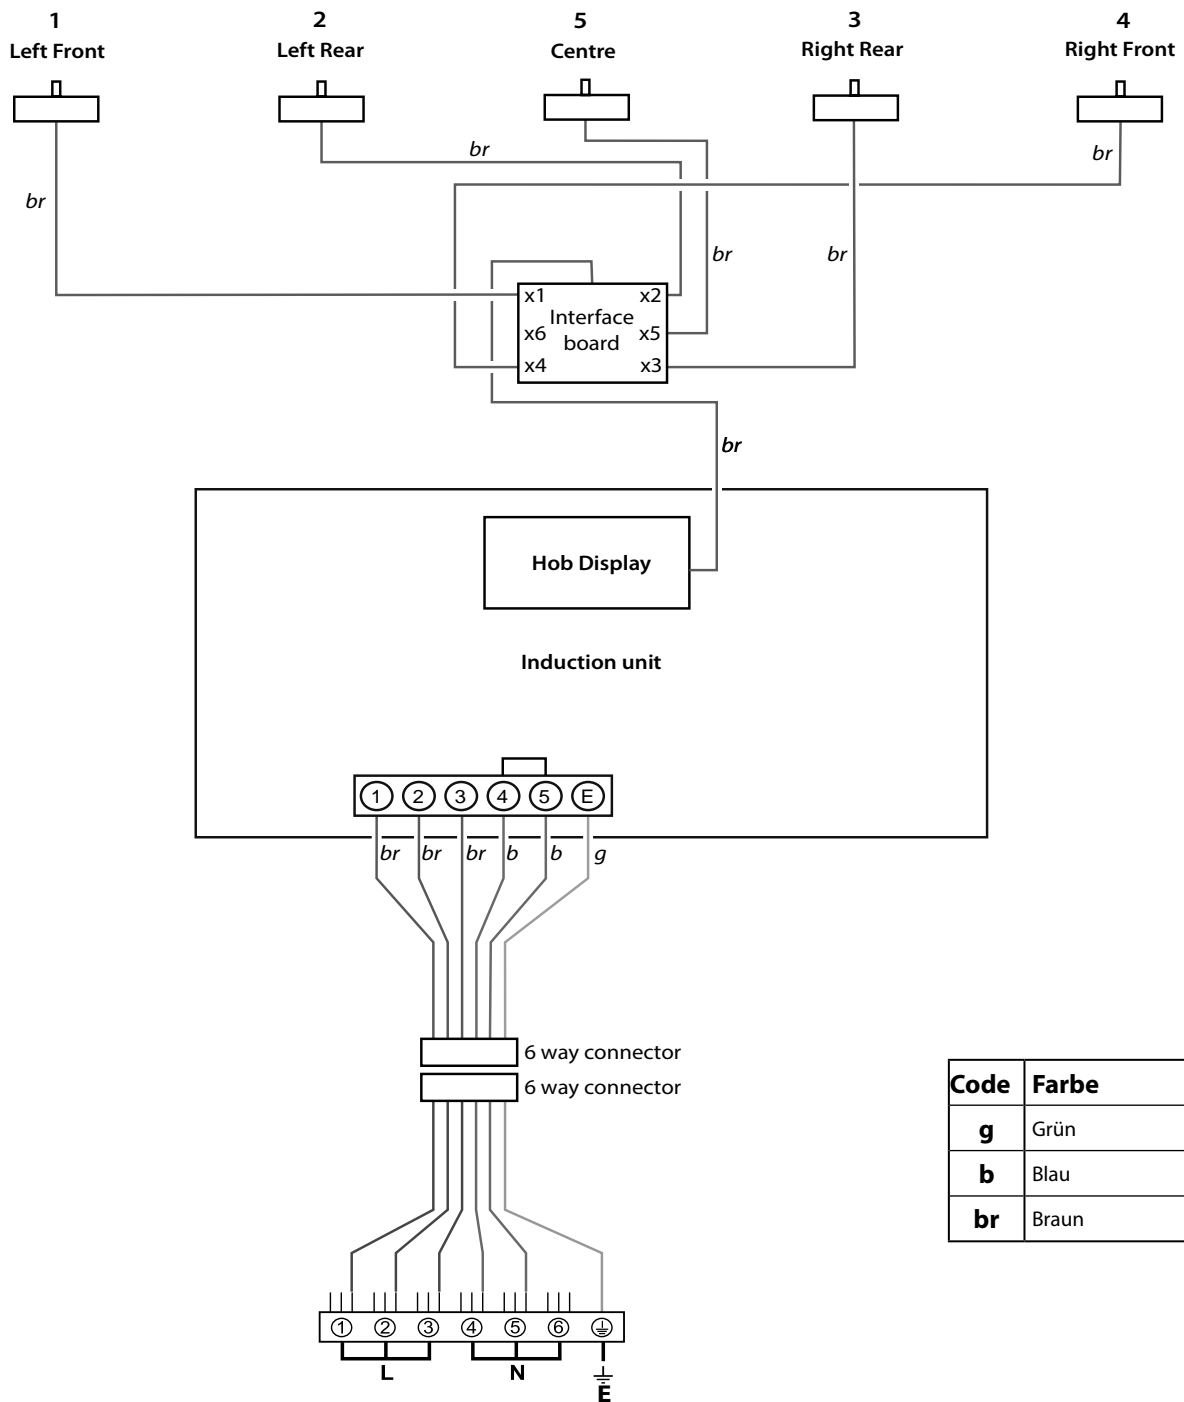 1
Left Front
2
Left Rear
5
Centre
3
Right Rear
4
Right Front
br
br
br
br
br
x1
x2
Interface
x6
x5
board
x4
x3
br
Hob Display
Induction unit
1 2 3 4 5 E
br br br b b g
6 way connector
6 way connector
Code Farbe
g Grün
b Blau
br Braun
1 2 3 4 5 6
L N E